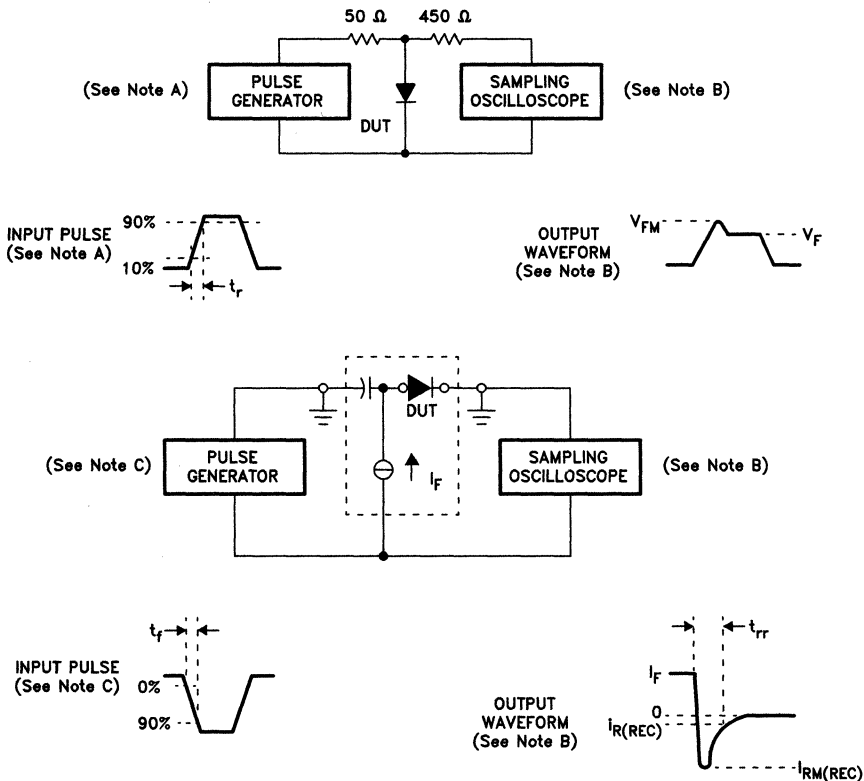 50 Ω 450 Ω
(See Note A)
PULSE
GENERATOR
DUT
SAMPLING
OSCILLOSCOPE
(See Note B)
INPUT PULSE
(See Note A)
90%
10%
t_r
OUTPUT
WAVEFORM
(See Note B)
V_FM
V_F
(See Note C)
PULSE
GENERATOR
DUT
I_F
SAMPLING
OSCILLOSCOPE
(See Note B)
INPUT PULSE
(See Note C)
t_f
0%
90%
OUTPUT
WAVEFORM
(See Note B)
t_rr
I_F
0
i_R(REC)
I_RM(REC)